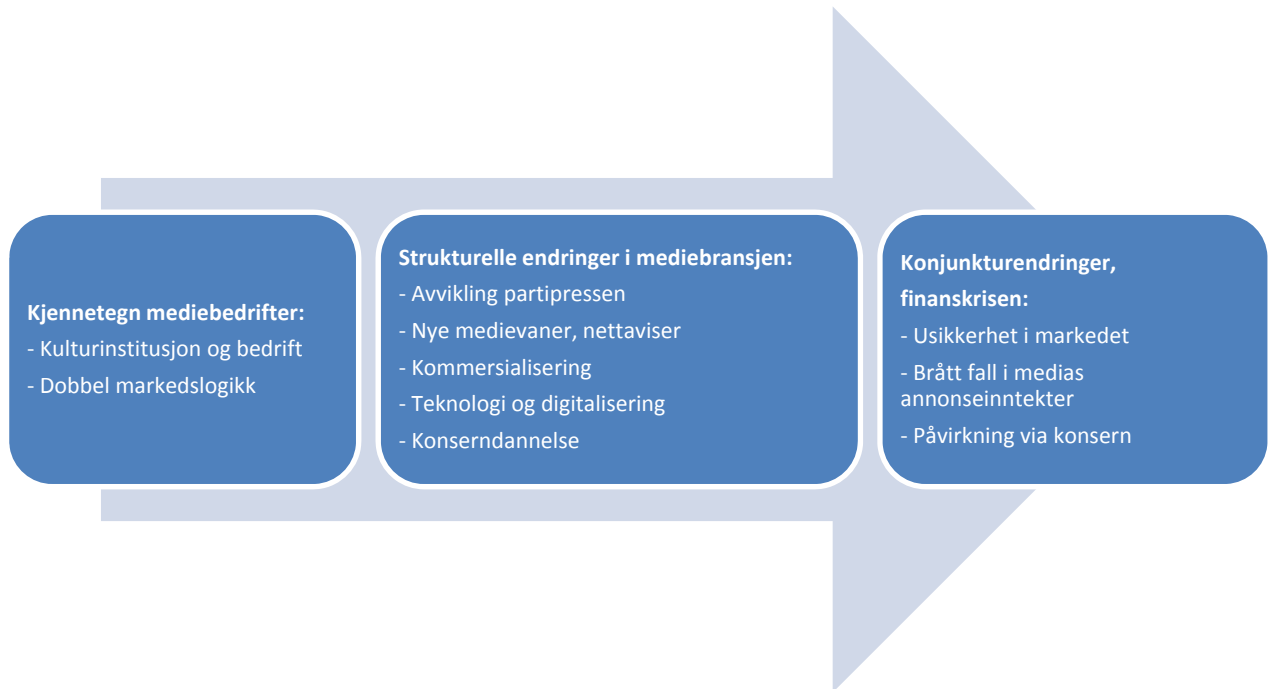 Kjennetegn mediebedrifter:
- Kulturinstitusjon og bedrift
- Dobbel markedslogikk
Strukturelle endringer i mediebransjen:
- Avvikling partipressen
- Nye medievaner, nettaviser
- Kommersialisering
- Teknologi og digitalisering
- Konserndannelse
Konjunkturendringer,
finanskrisen:
- Usikkerhet i markedet
- Brått fall i medias
annonseinntekter
- Påvirkning via konsern